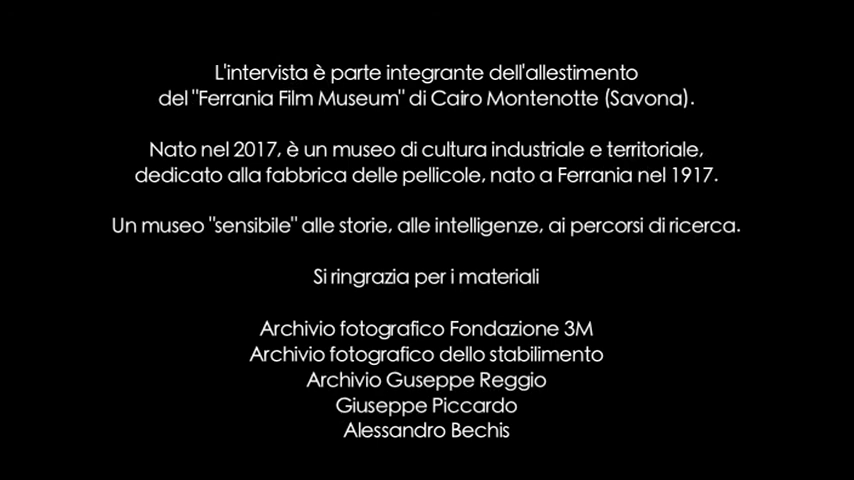 L'intervista è parte integrante dell'allestimento
del "Ferrania Film Museum" di Cairo Montenotte (Savona).
Nato nel 2017, è un museo di cultura industriale e territoriale,
dedicato alla fabbrica delle pellicole, nato a Ferrania nel 1917.
Un museo "sensibile" alle storie, alle intelligenze, ai percorsi di ricerca.
Si ringrazia per i materiali
Archivio fotografico Fondazione 3M
Archivio fotografico dello stabilimento
Archivio Guseppe Reggio
Giuseppe Piccardo
Alessandro Bechis